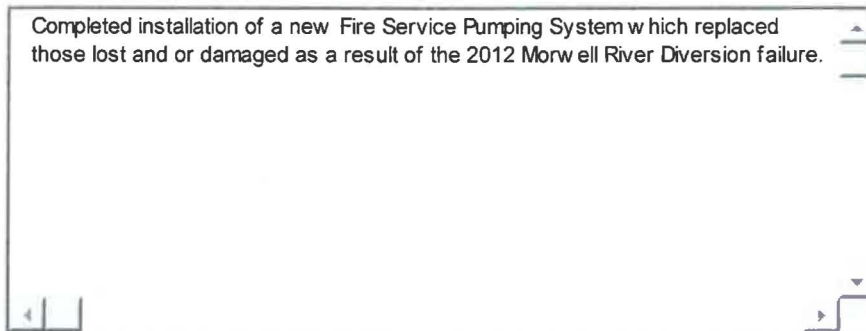 Completed installation of a new Fire Service Pumping System which replaced
those lost and or damaged as a result of the 2012 Morwell River Diversion failure.